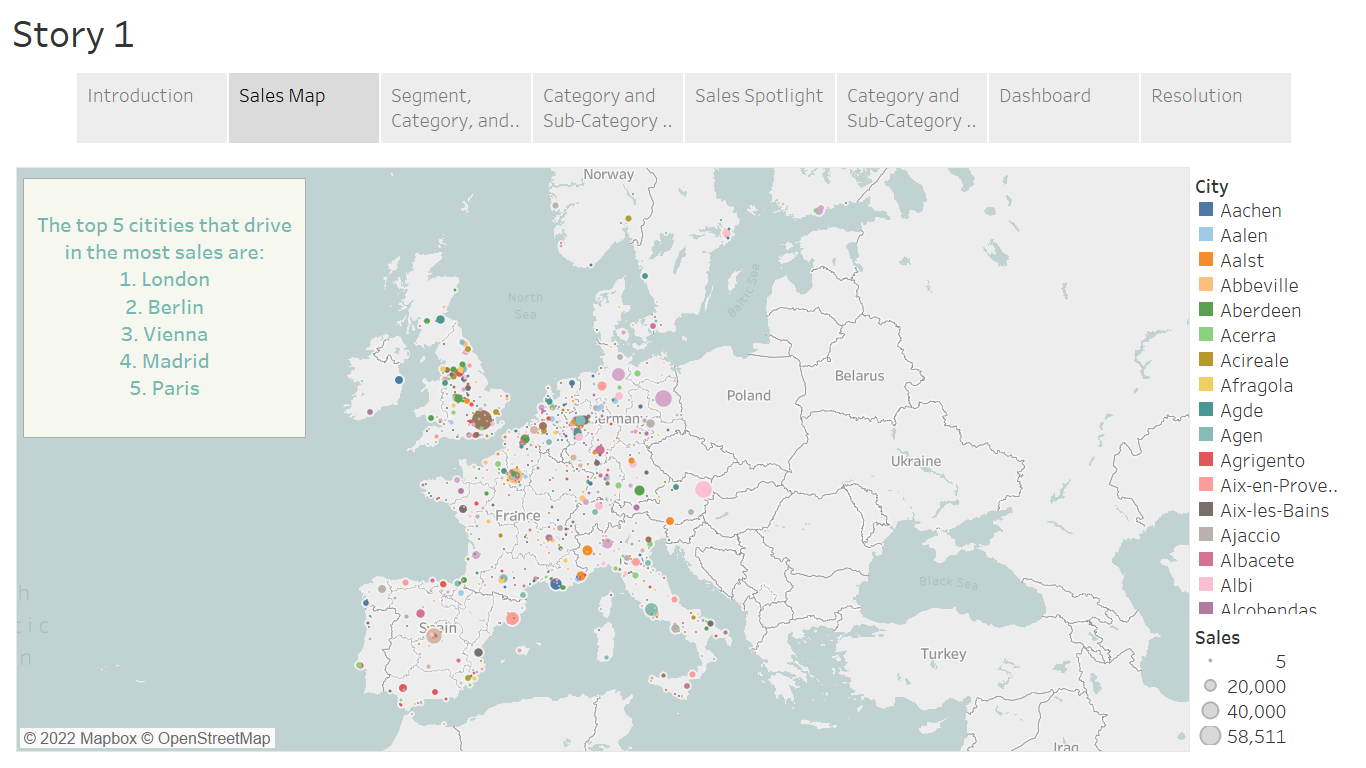 Story 1
Introduction
Sales Map
Segment,
Category, and..
Category and
Sub-Category ..
Sales Spotlight
Category and
Sub-Category ..
Dashboard
Resolution
The top 5 citities that drive
in the most sales are:
1. London
2. Berlin
3. Vienna
4. Madrid
5. Paris
Norway
North
Sea
Baltic Sea
Belarus
Poland
German
Ukraine
France
Black Sea
h
tic
n
Spain
Turkey
Iraq
© 2022 Mapbox © OpenStreetMap
City
Aachen
Aalen
Aalst
Abbeville
Aberdeen
Acerra
Acireale
Afragola
Agde
Agen
Agrigento
Aix-en-Prove..
Aix-les-Bains
Ajaccio
Albacete
Albi
Alcobendas
Sales
5
20,000
40,000
58,511